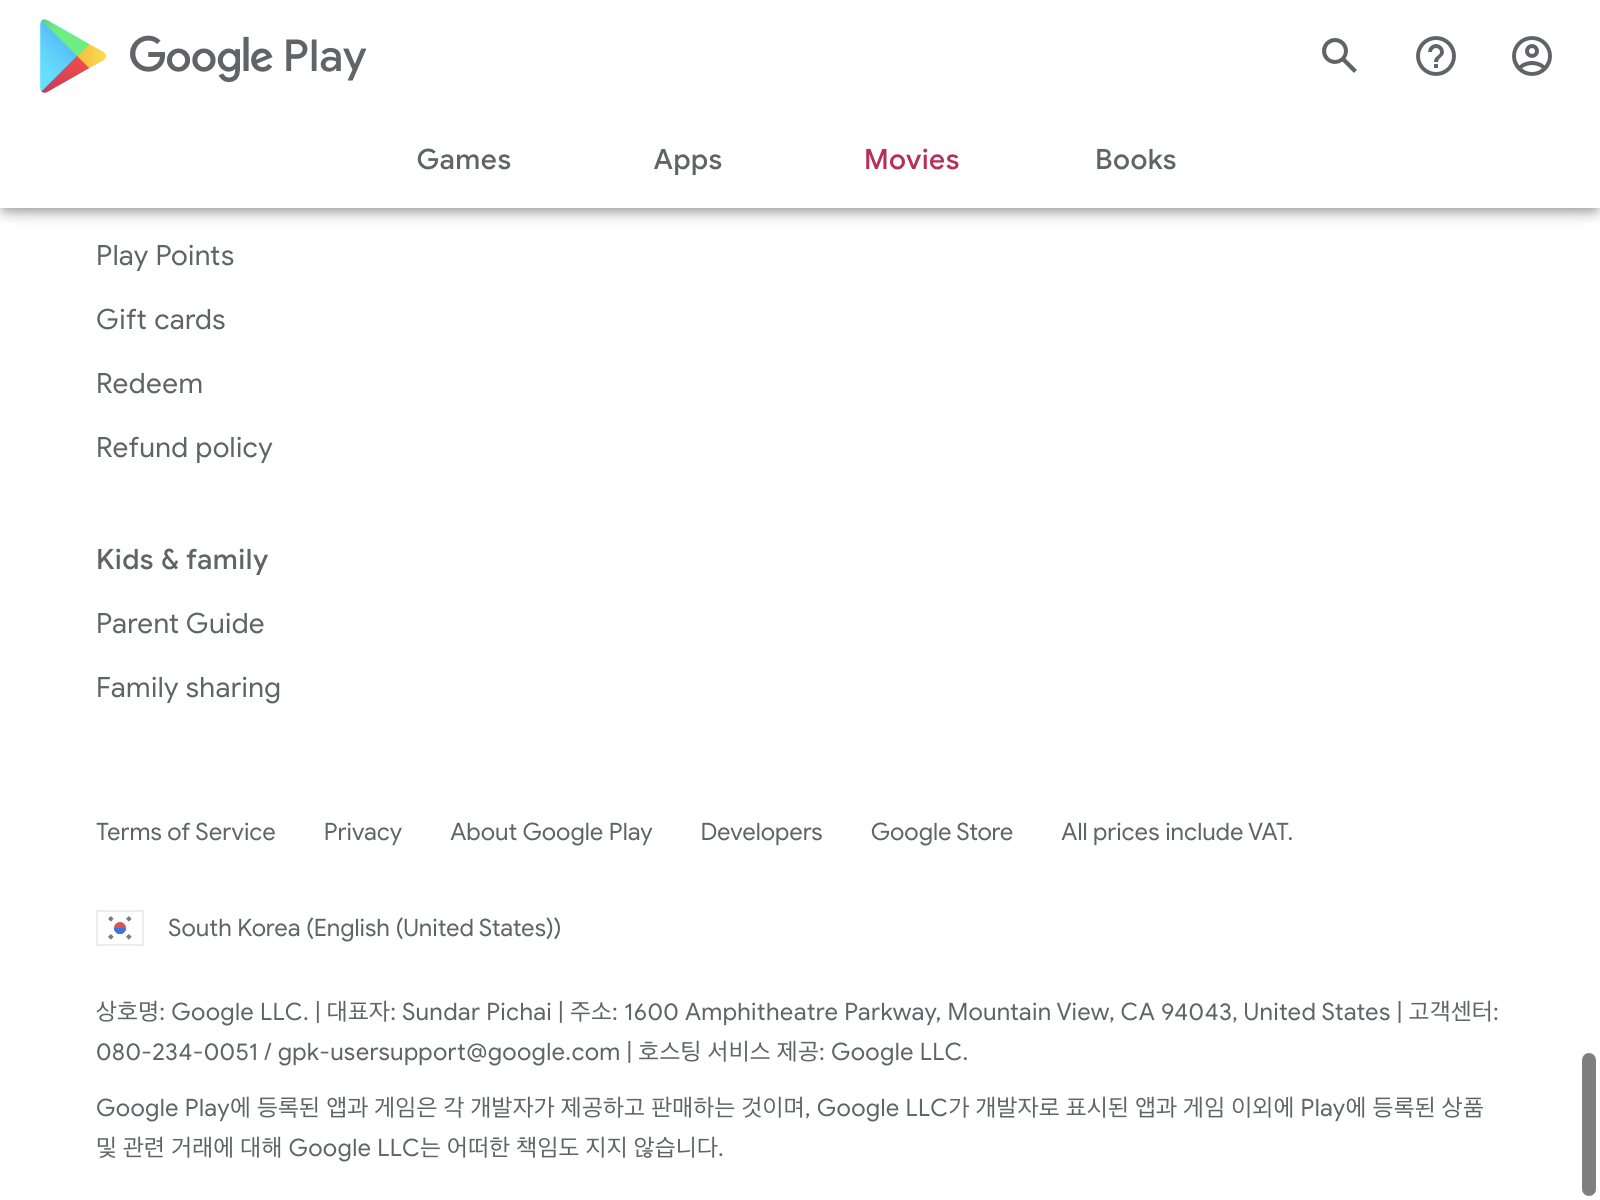 Google Play
Games Apps Movies Books
Play Points
Gift cards
Redeem
Refund policy
Kids & family
Parent Guide
Family sharing
Terms of Service Privacy About Google Play Developers Google Store All prices include VAT.
South Korea (English (United States))
상호명: Google LLC. | 대표자: Sundar Pichai | 주소: 1600 Amphitheatre Parkway, Mountain View, CA 94043, United States | 고객센터:
080-234-0051 / gpk-usersupport@google.com | 호스팅 서비스 제공: Google LLC.
Google Play에 등록된 앱과 게임은 각 개발자가 제공하고 판매하는 것이며, Google LLC가 개발자로 표시된 앱과 게임 이외에 Play에 등록된 상품
및 관련 거래에 대해 Google LLC는 어떠한 책임도 지지 않습니다.